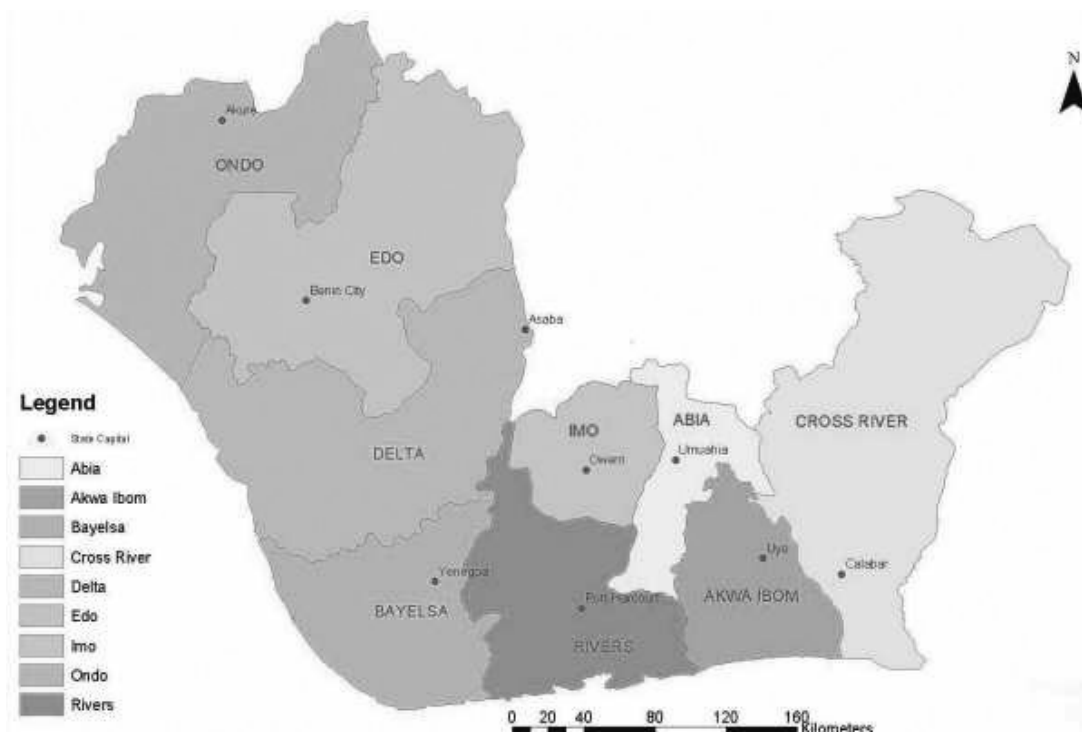 N
Akure
ONDO
EDO
Benin City
Asaba
Legend
State Capital
Abia
Akwa Ibom
Bayelsa
Cross River
Delta
Edo
Imo
Ondo
Rivers
DELTA
IMO
Owerri
ABIA
Umuahia
CROSS RIVER
Yenegoa
BAYELSA
Port Harcourt
RIVERS
Uyo
AKWA IBOM
Calabar
0 20 40 80 120 160
Kilometers